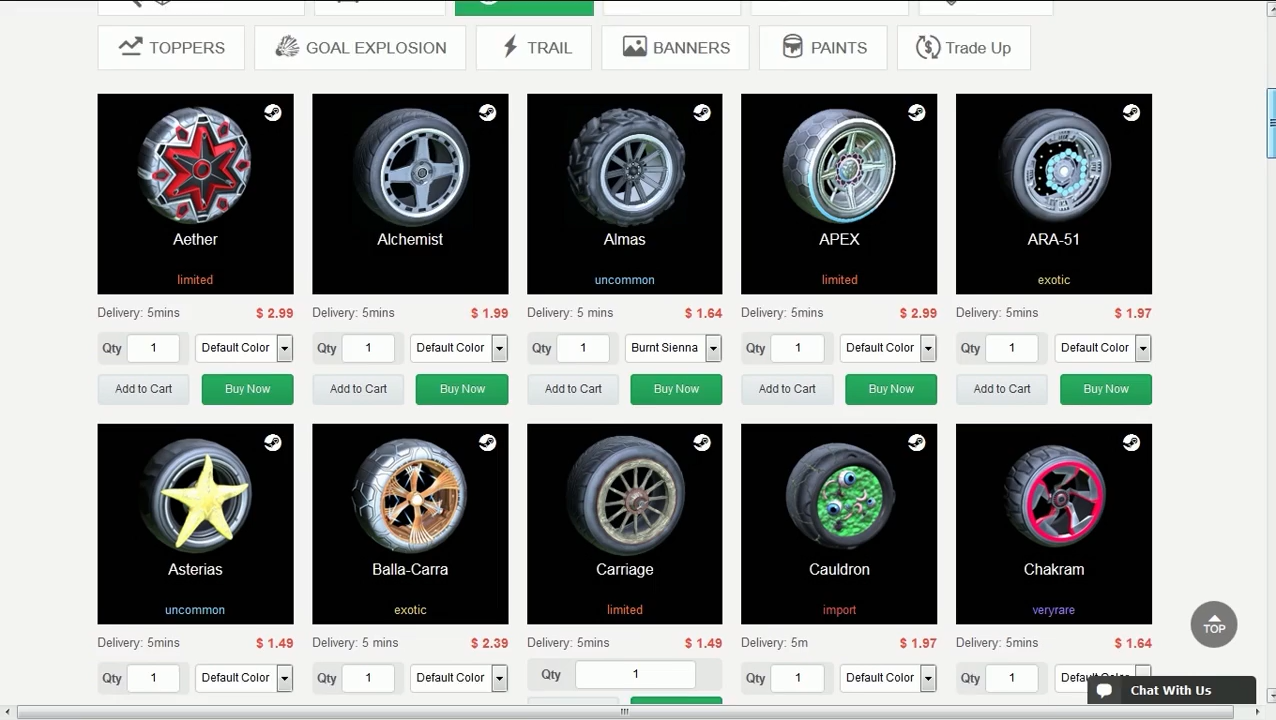 TOPPERS GOAL EXPLOSION TRAIL BANNERS PAINTS Trade Up
Aether Alchemist Almas APEX ARA-51
limited uncommon limited exotic
Delivery: 5mins $ 2.99 Delivery: 5mins $ 1.99 Delivery: 5 mins $ 1.64 Delivery: 5mins $ 2.99 Delivery: 5mins $ 1.97
Qty 1 Default Color Qty 1 Default Color Qty 1 Burnt Sienna Qty 1 Default Color Qty 1 Default Color
Add to Cart Buy Now Add to Cart Buy Now Add to Cart Buy Now Add to Cart Buy Now Add to Cart Buy Now
Asterias Balla-Carra Carriage Cauldron Chakram
uncommon exotic limited import veryrare
Delivery: 5mins $ 1.49 Delivery: 5 mins $ 2.39 Delivery: 5mins $ 1.49 Delivery: 5m $ 1.97 Delivery: 5mins $ 1.64
TOP
Qty 1 Default Color Qty 1 Default Color Qty 1 Qty 1 Default Color Qty 1
Chat With Us